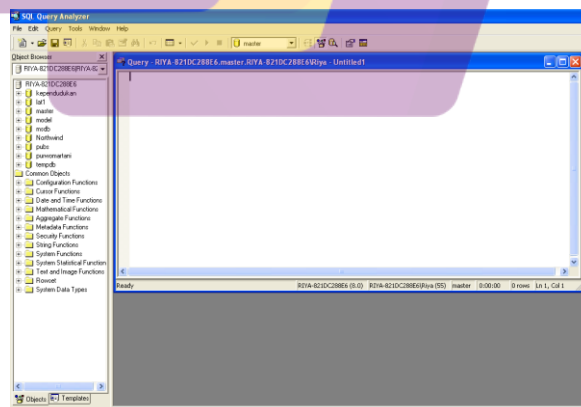 SQL Query Analyzer
File Edit Query Tools Window Help
master
Object Browser
RIYA-821DC288E6(RIYA-8
Query - RIYA-821DC288E6.master.RIYA-821DC288E6\Riya - Untitled1
RIYA-821DC288E6
kependudukan
lat1
master
model
msdb
Northwind
pubs
purwomartani
tempdb
Common Objects
Configuration Functions
Cursor Functions
Date and Time Functions
Mathematical Functions
Aggregate Functions
Metadata Functions
Security Functions
String Functions
System Functions
System Statistical Function
Text and Image Functions
Rowset
System Data Types
Ready
RIYA-821DC288E6 (8.0) RIYA-821DC288E6\Riya (55) master 0:00:00 0 rows Ln 1, Col 1
Objects Templates